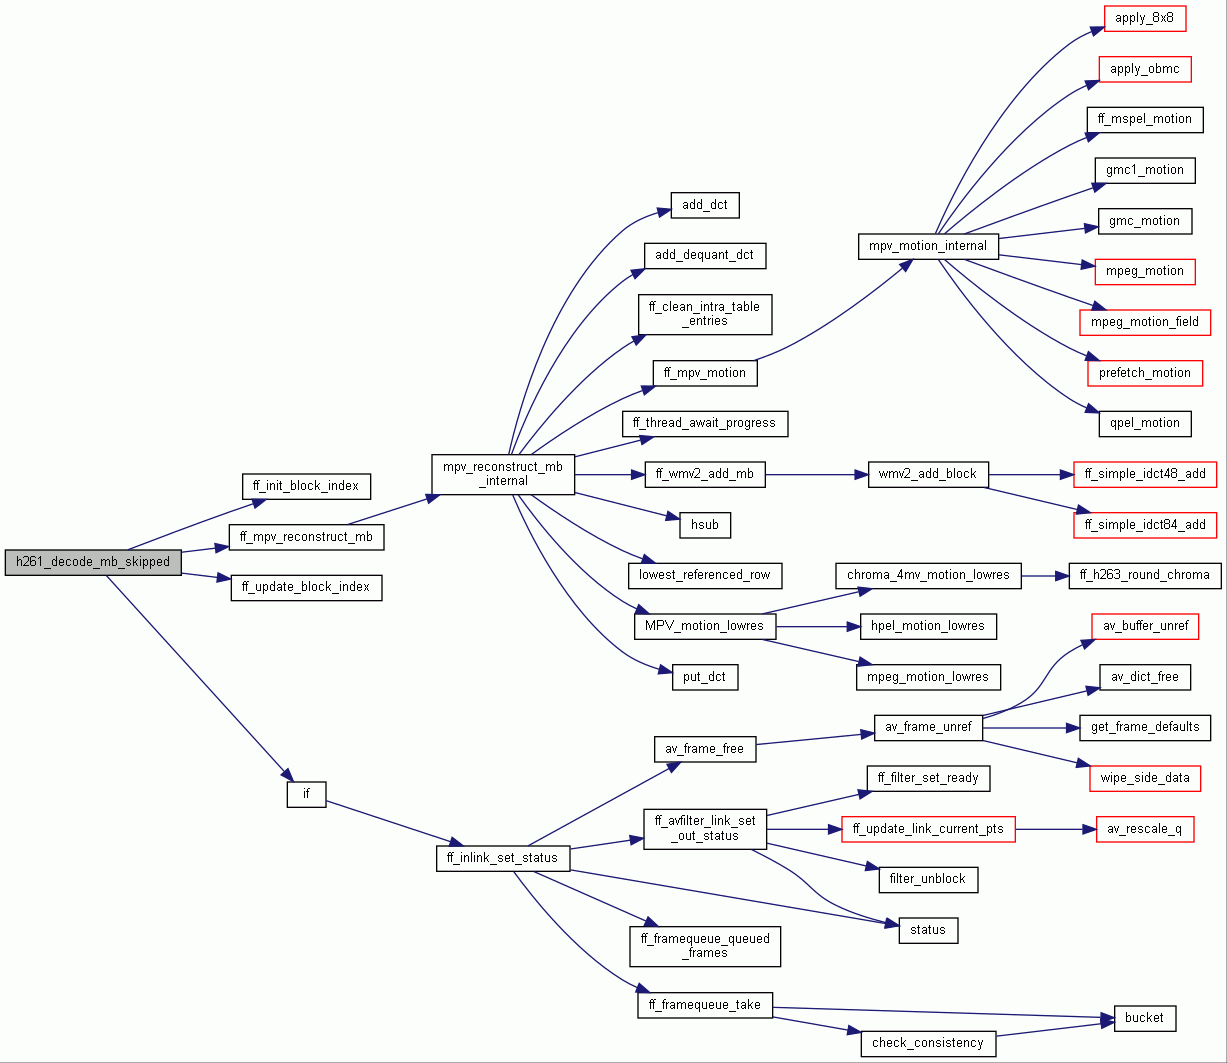 apply_8x8
apply_obmc
ff_mspel_motion
gmc1_motion
add_dct
gmc_motion
mpv_motion_internal
add_dequant_dct
mpeg_motion
ff_clean_intra_table
_entries
mpeg_motion_field
ff_mpv_motion
prefetch_motion
ff_thread_await_progress
qpel_motion
mpv_reconstruct_mb
_internal
ff_wmv2_add_mb
wmv2_add_block
ff_simple_idct48_add
ff_init_block_index
hsub
ff_simple_idct84_add
ff_mpv_reconstruct_mb
h261_decode_mb_skipped
lowest_referenced_row
chroma_4mv_motion_lowres
ff_h263_round_chroma
ff_update_block_index
MPV_motion_lowres
hpel_motion_lowres
av_buffer_unref
put_dct
mpeg_motion_lowres
av_dict_free
av_frame_unref
get_frame_defaults
av_frame_free
ff_filter_set_ready
wipe_side_data
if
ff_avfilter_link_set
_out_status
ff_update_link_current_pts
av_rescale_q
ff_inlink_set_status
filter_unblock
status
ff_framequeue_queued
_frames
ff_framequeue_take
bucket
check_consistency